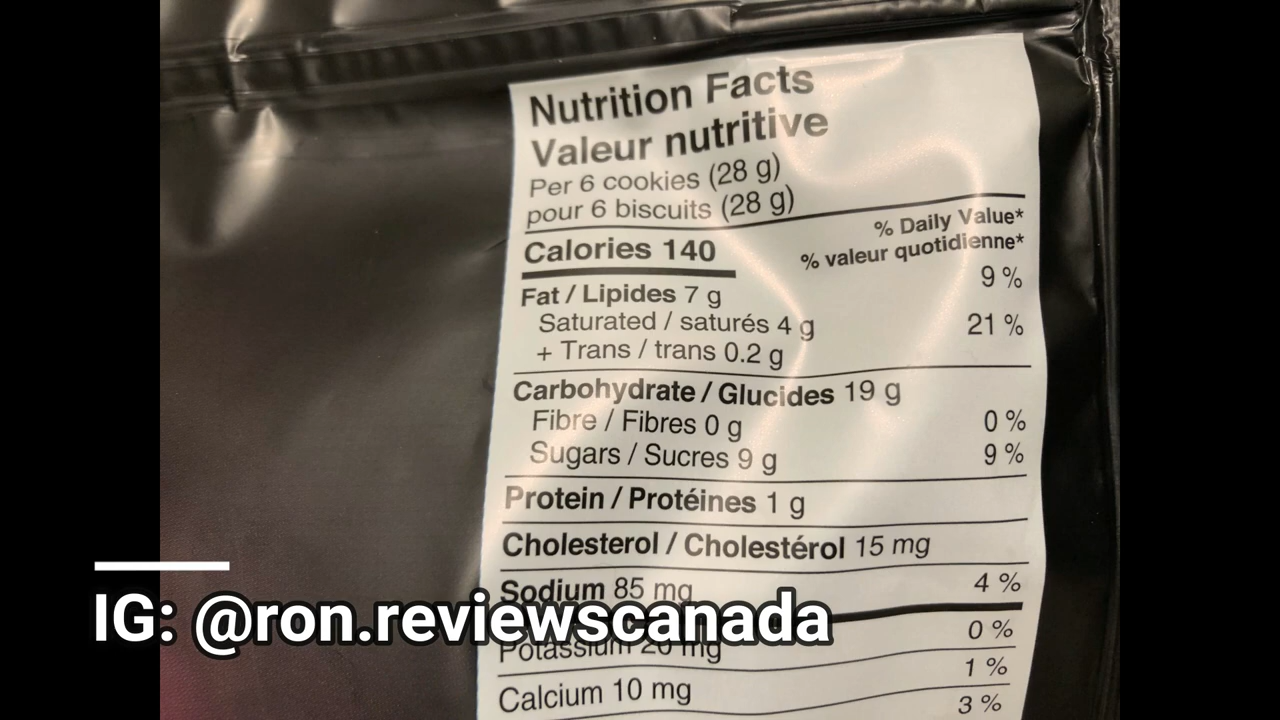 Nutrition Facts
Valeur nutritive
Per 6 cookies (28 g)
pour 6 biscuits (28 g)
% Daily Value*
% valeur quotidienne*
Calories 140
Fat / Lipides 7 g 9 %
Saturated / saturés 4 g 21 %
+ Trans / trans 0.2 g
Carbohydrate / Glucides 19 g
Fibre / Fibres 0 g 0 %
Sugars / Sucres 9 g 9 %
Protein / Protéines 1 g
Cholesterol / Cholestérol 15 mg
Sodium 85 mg 4 %
IG: @ron.reviewscanada
Potassium 20 mg 0 %
Calcium 10 mg 1 %
3 %